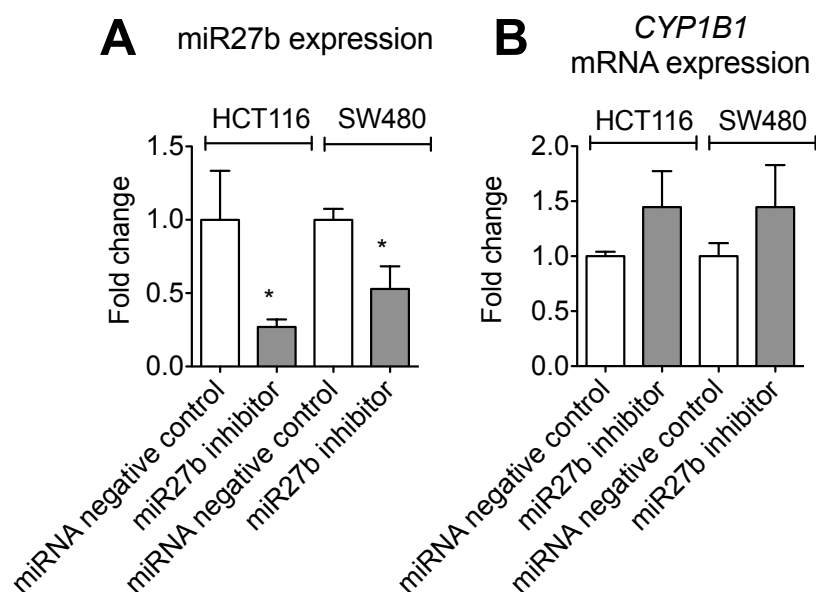 A
miR27b expression
HCT116 SW480
Fold change
1.5
1.0
0.5
0.0
*
*
miRNA negative control
miR27b inhibitor
miRNA negative control
miR27b inhibitor
B
CYP1B1
mRNA expression
HCT116 SW480
Fold change
2.0
1.5
1.0
0.5
0.0
miRNA negative control
miR27b inhibitor
miRNA negative control
miR27b inhibitor